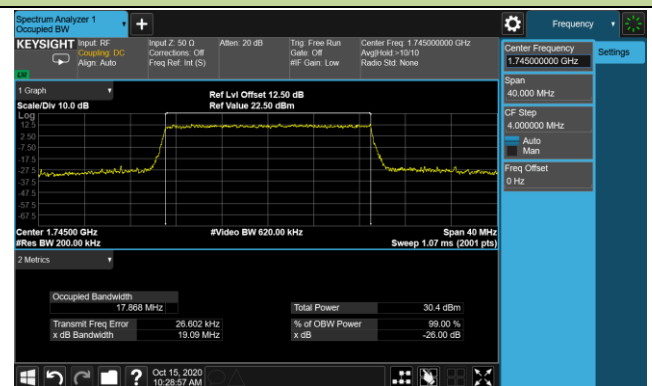 Spectrum Analyzer 1
Occupied BW
+
Frequency
KEYSIGHT
Input: RF
Coupling: DC
Align: Auto
Input Z: 50 Ω
Corrections: Off
Freq Ref: Int (S)
Atten: 20 dB
Trig: Free Run
Gate: Off
#IF Gain: Low
Center Freq: 1.745000000 GHz
Avg|Hold:>10/10
Radio Std: None
Center Frequency
1.745000000 GHz
Settings
Span
40.000 MHz
CF Step
4.000000 MHz
Auto
Man
Freq Offset
0 Hz
1 Graph
Scale/Div 10.0 dB
Ref Lvl Offset 12.50 dB
Ref Value 22.50 dBm
Log
12.5
2.50
-7.50
-17.5
-27.5
-37.5
-47.5
-57.5
-67.5
Center 1.74500 GHz
#Video BW 620.00 kHz
Span 40 MHz
#Res BW 200.00 kHz
Sweep 1.07 ms (2001 pts)
2 Metrics
Occupied Bandwidth
17.868 MHz
Total Power
30.4 dBm
Transmit Freq Error
26.602 kHz
% of OBW Power
99.00 %
x dB Bandwidth
19.09 MHz
x dB
-26.00 dB
?
Oct 15, 2020
10:28:57 AM